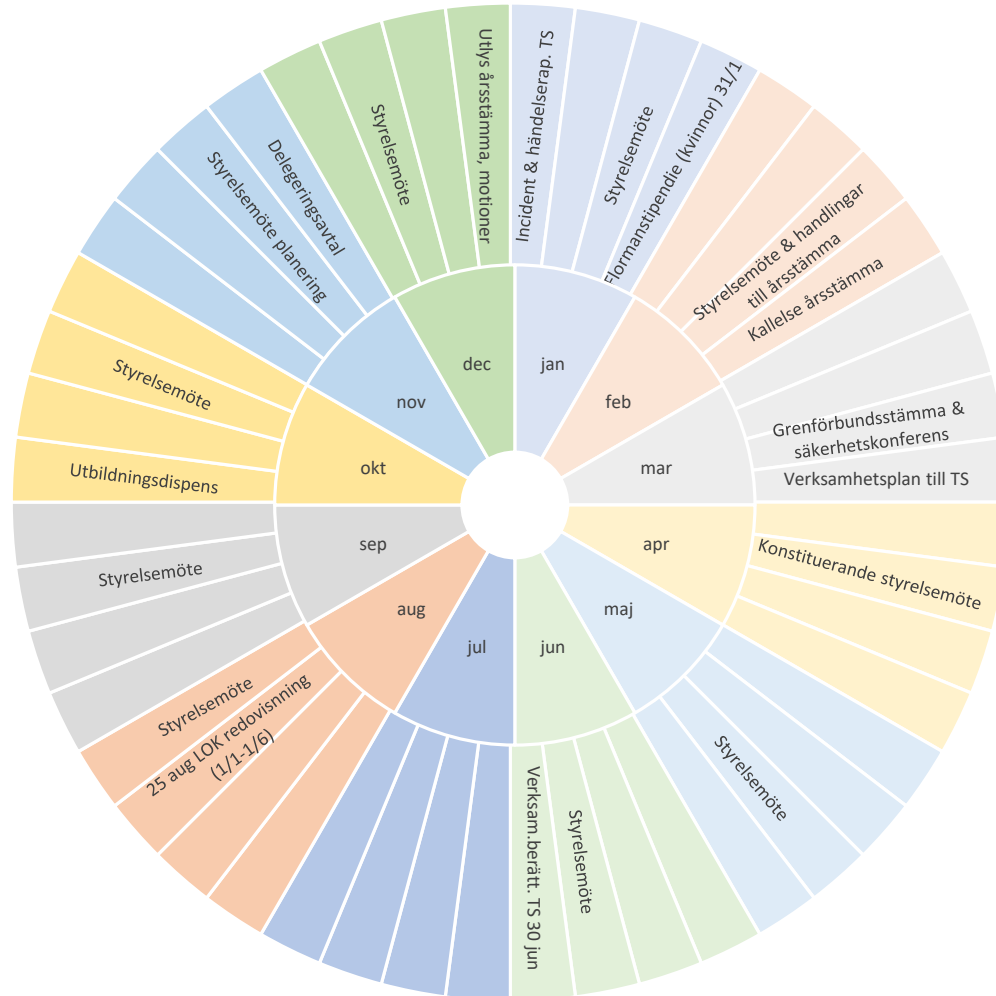 jan
Incident & händelserap. TS
Styrelsemöte
Flormanstipendie (kvinnor) 31/1
feb
Styrelsemöte & handlingar
till årsstämma
Kallelse årsstämma
mar
Grenförbundsstämma &
säkerhetskonferens
Verksamhetsplan till TS
apr
Konstituerande styrelsemöte
maj
Styrelsemöte
jun
Styrelsemöte
Verksam.berätt. TS 30 jun
jul
aug
25 aug LOK redovisnning
(1/1-1/6)
Styrelsemöte
sep
Styrelsemöte
okt
Utbildningsdispens
Styrelsemöte
nov
Styrelsemöte planering
Delegeringsavtal
dec
Styrelsemöte
Utlys årsstämma, motioner